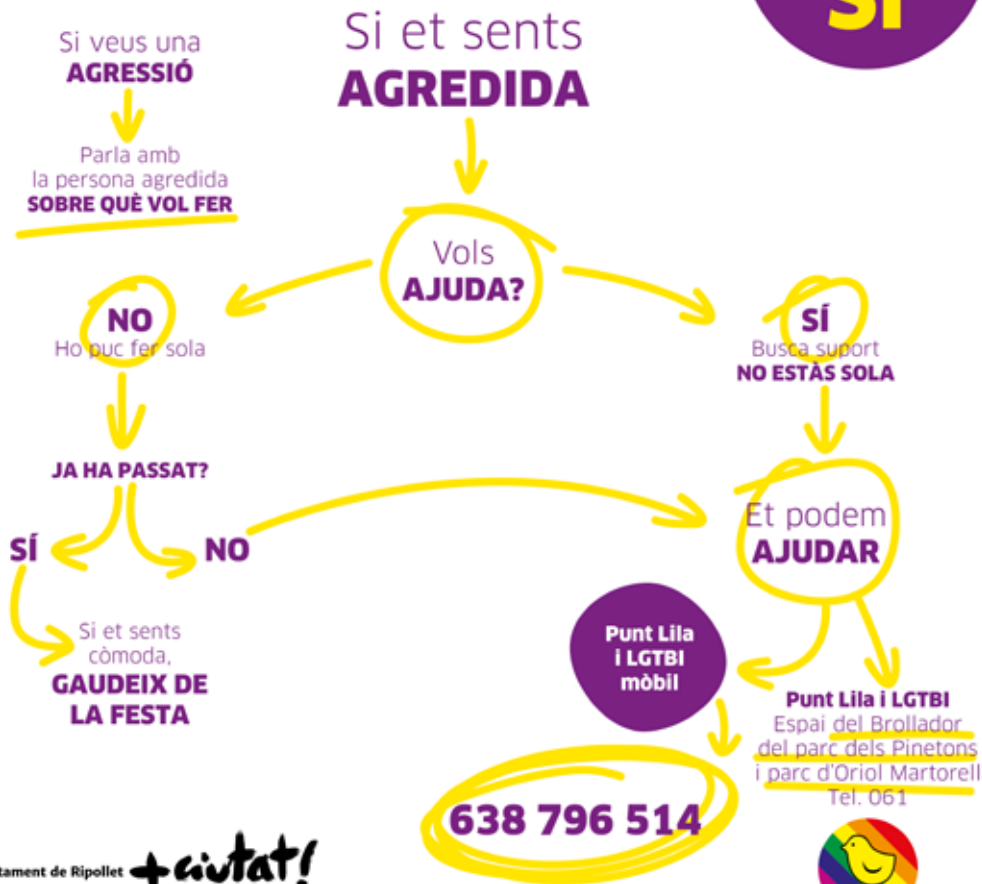 SÍ
Si veus una
AGRESSIÓ
Parla amb
la persona agredida
SOBRE QUÈ VOL FER
Si et sents
AGREDIDA
Vols
AJUDA?
NO
Ho puc fer sola
SÍ
Busca suport
NO ESTÀS SOLA
JA HA PASSAT?
SÍ
NO
Si et sents
còmoda,
GAUDEIX DE
LA FESTA
Et podem
AJUDAR
Punt Lila
i LGTBI
mòbil
638 796 514
Punt Lila i LGTBI
Espai del Brollador
del parc dels Pinetons
i parc d'Oriol Martorell
Tel. 061
tament de Ripollet +ciutat!